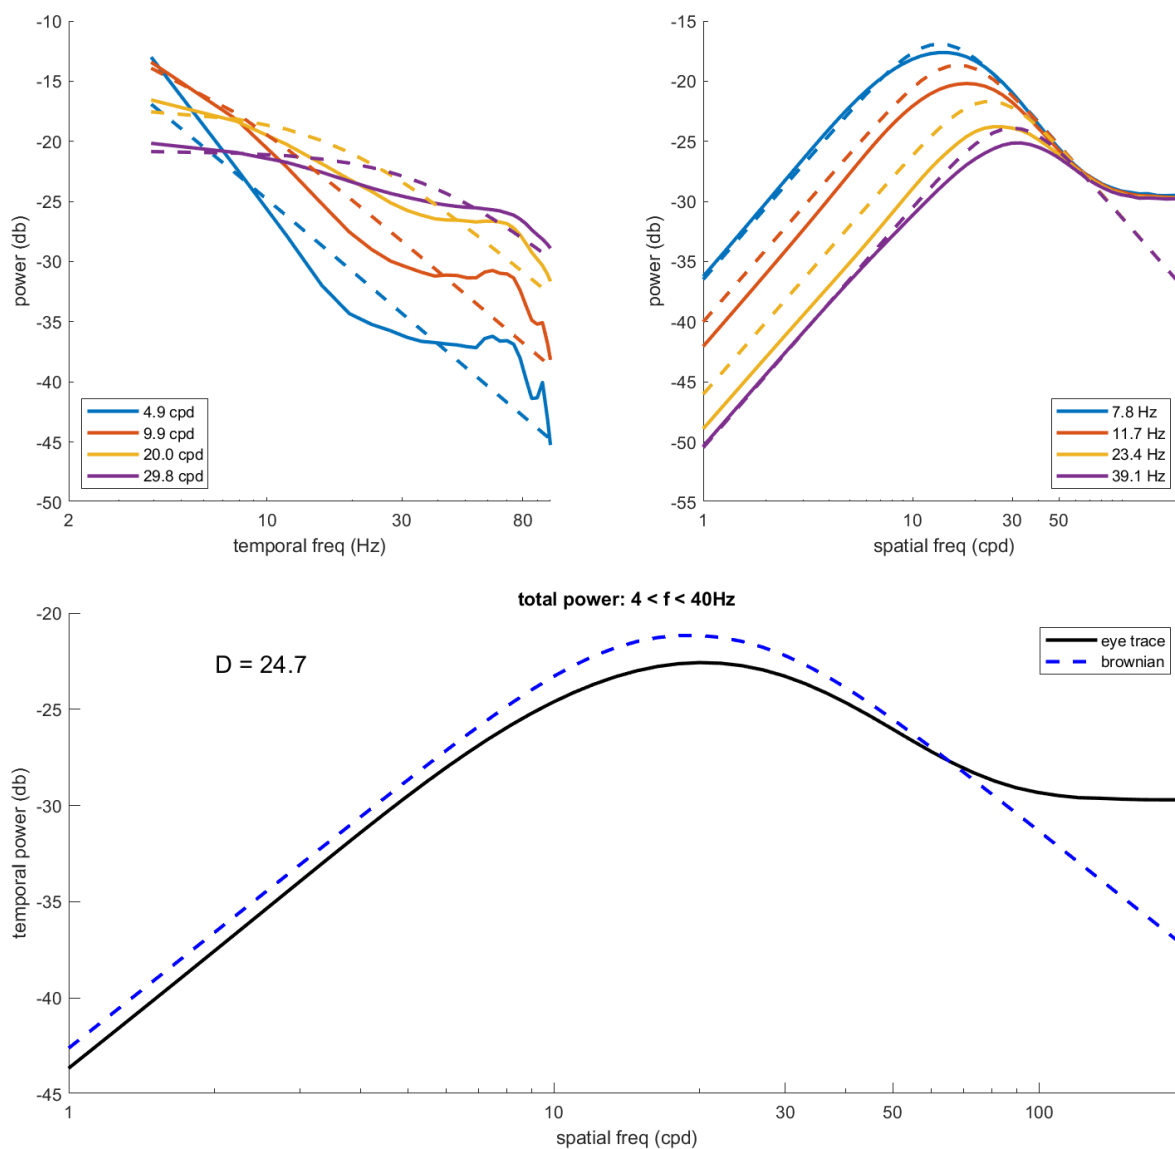 -10
-15
-20
-25
-30
-35
-40
-45
-50
2
10
30
80
temporal freq (Hz)
power (db)
4.9 cpd
9.9 cpd
20.0 cpd
29.8 cpd
-15
-20
-25
-30
-35
-40
-45
-50
-55
1
10
30
50
spatial freq (cpd)
power (db)
7.8 Hz
11.7 Hz
23.4 Hz
39.1 Hz
total power: 4 < f < 40Hz
-20
-25
-30
-35
-40
-45
1
10
30
50
100
spatial freq (cpd)
temporal power (db)
D = 24.7
eye trace
brownian